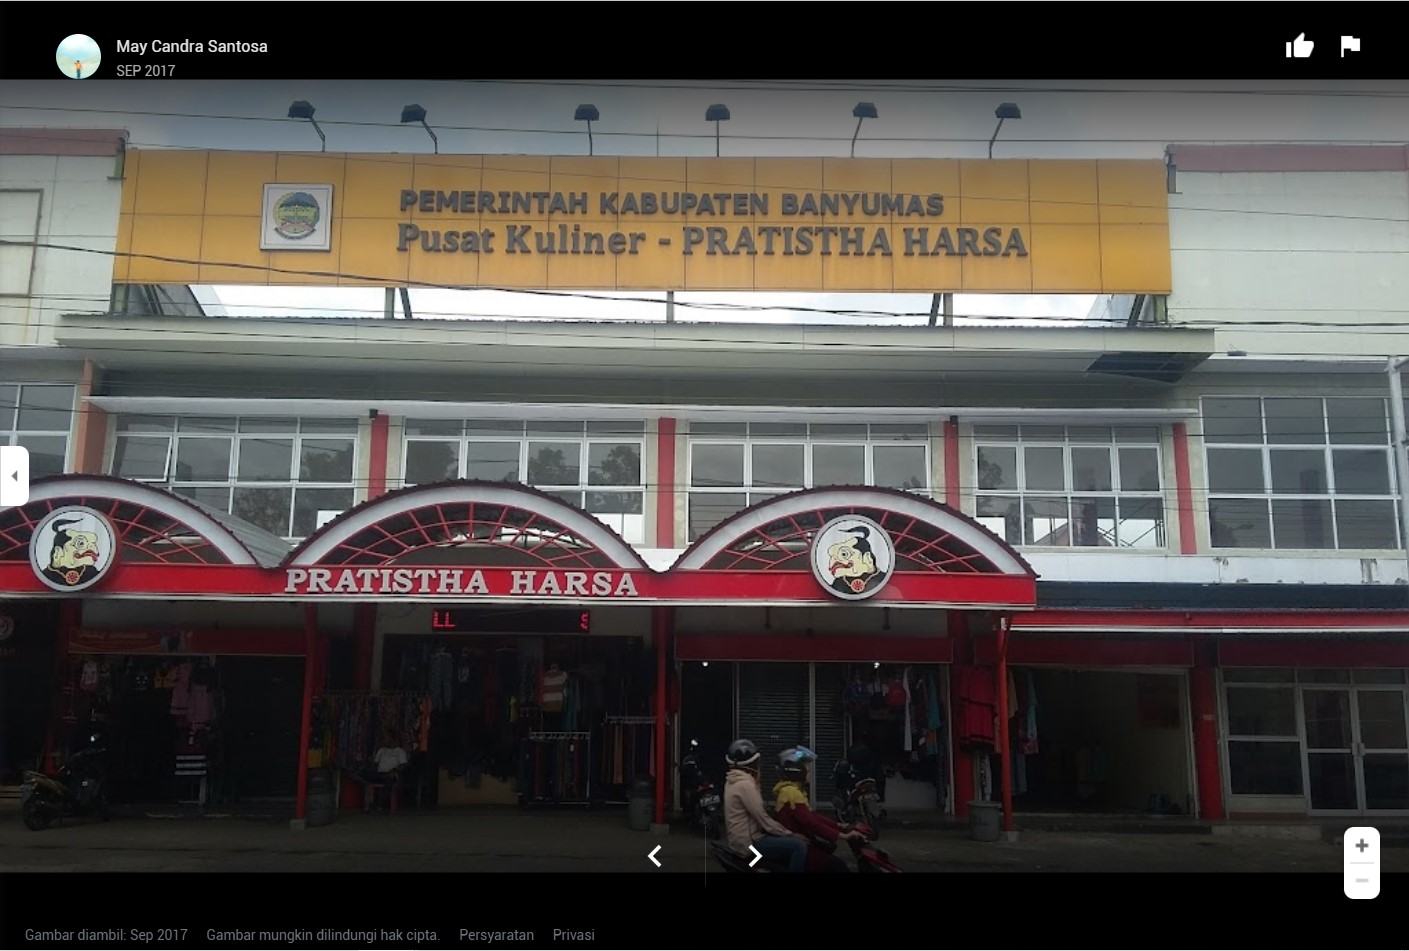 May Candra Santosa
SEP 2017
PEMERINTAH KABUPATEN BANYUMAS
Pusat Kuliner - PRATISTHA HARSA
PRATISTHA HARSA
LL S
Gambar diambil: Sep 2017 Gambar mungkin dilindungi hak cipta. Persyaratan Privasi